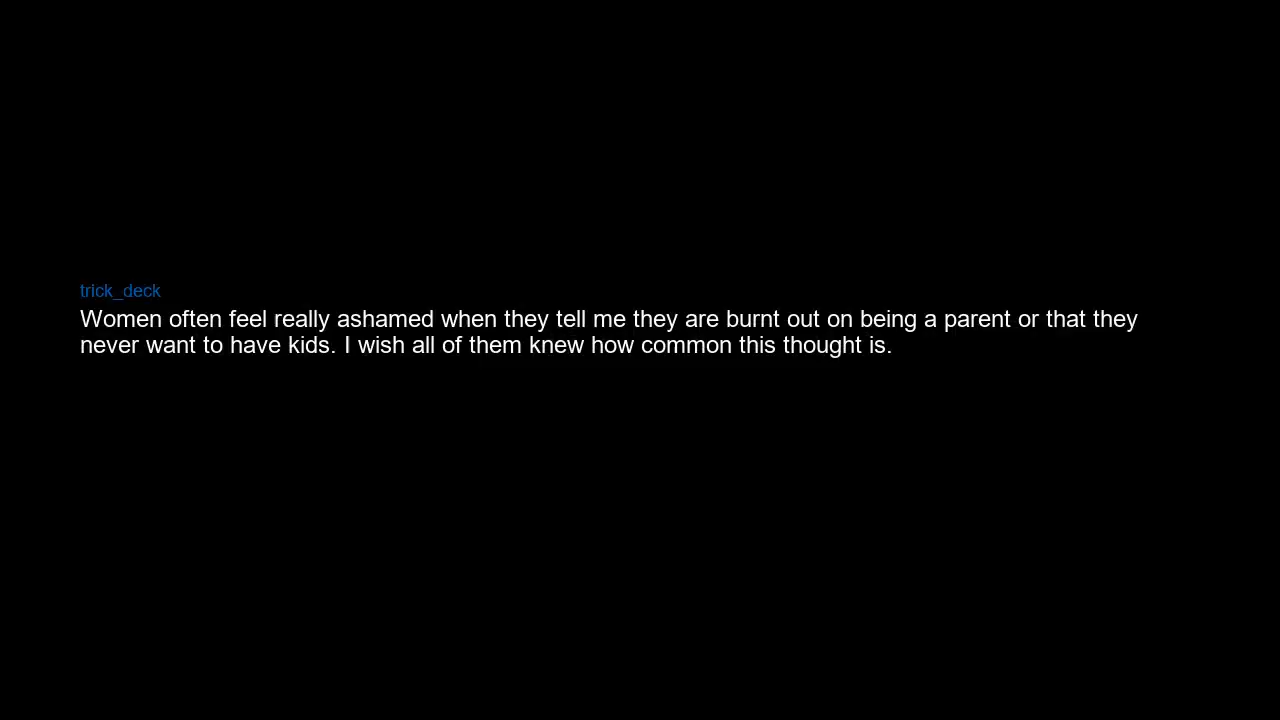 trick_deck
Women often feel really ashamed when they tell me they are burnt out on being a parent or that they
never want to have kids. I wish all of them knew how common this thought is.